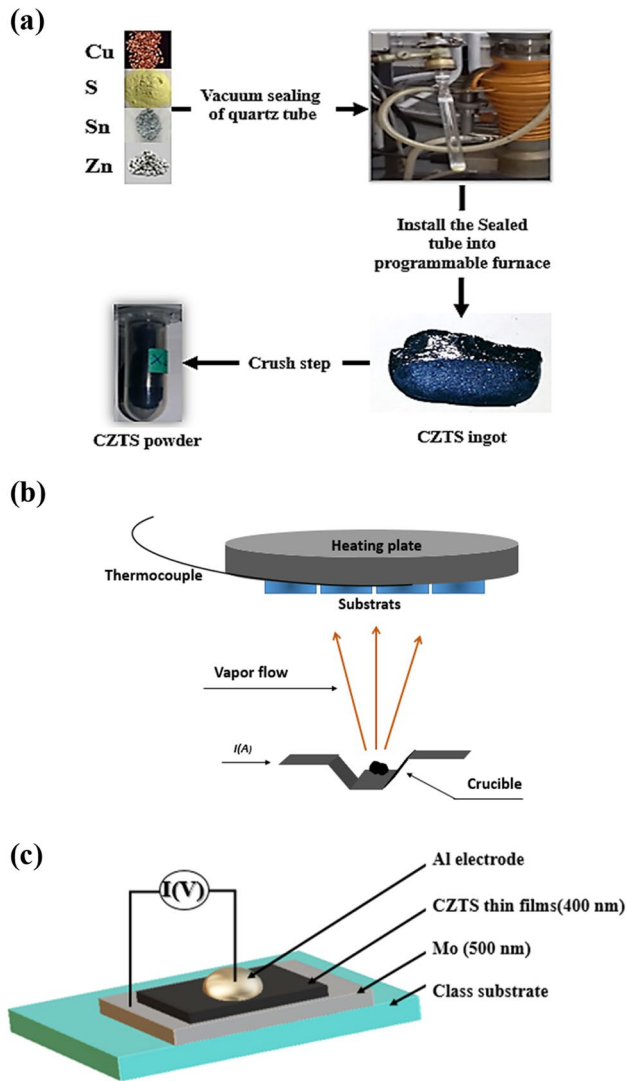 (a)
Cu
S
Sn
Zn
Vacuum sealing
of quartz tube
Install the Sealed
tube into
programmable furnace
Crush step
CZTS powder
CZTS ingot
(b)
Heating plate
Thermocouple
Substrats
Vapor flow
I(A)
Crucible
(c)
I(V)
Al electrode
CZTS thin films(400 nm)
Mo (500 nm)
Class substrate